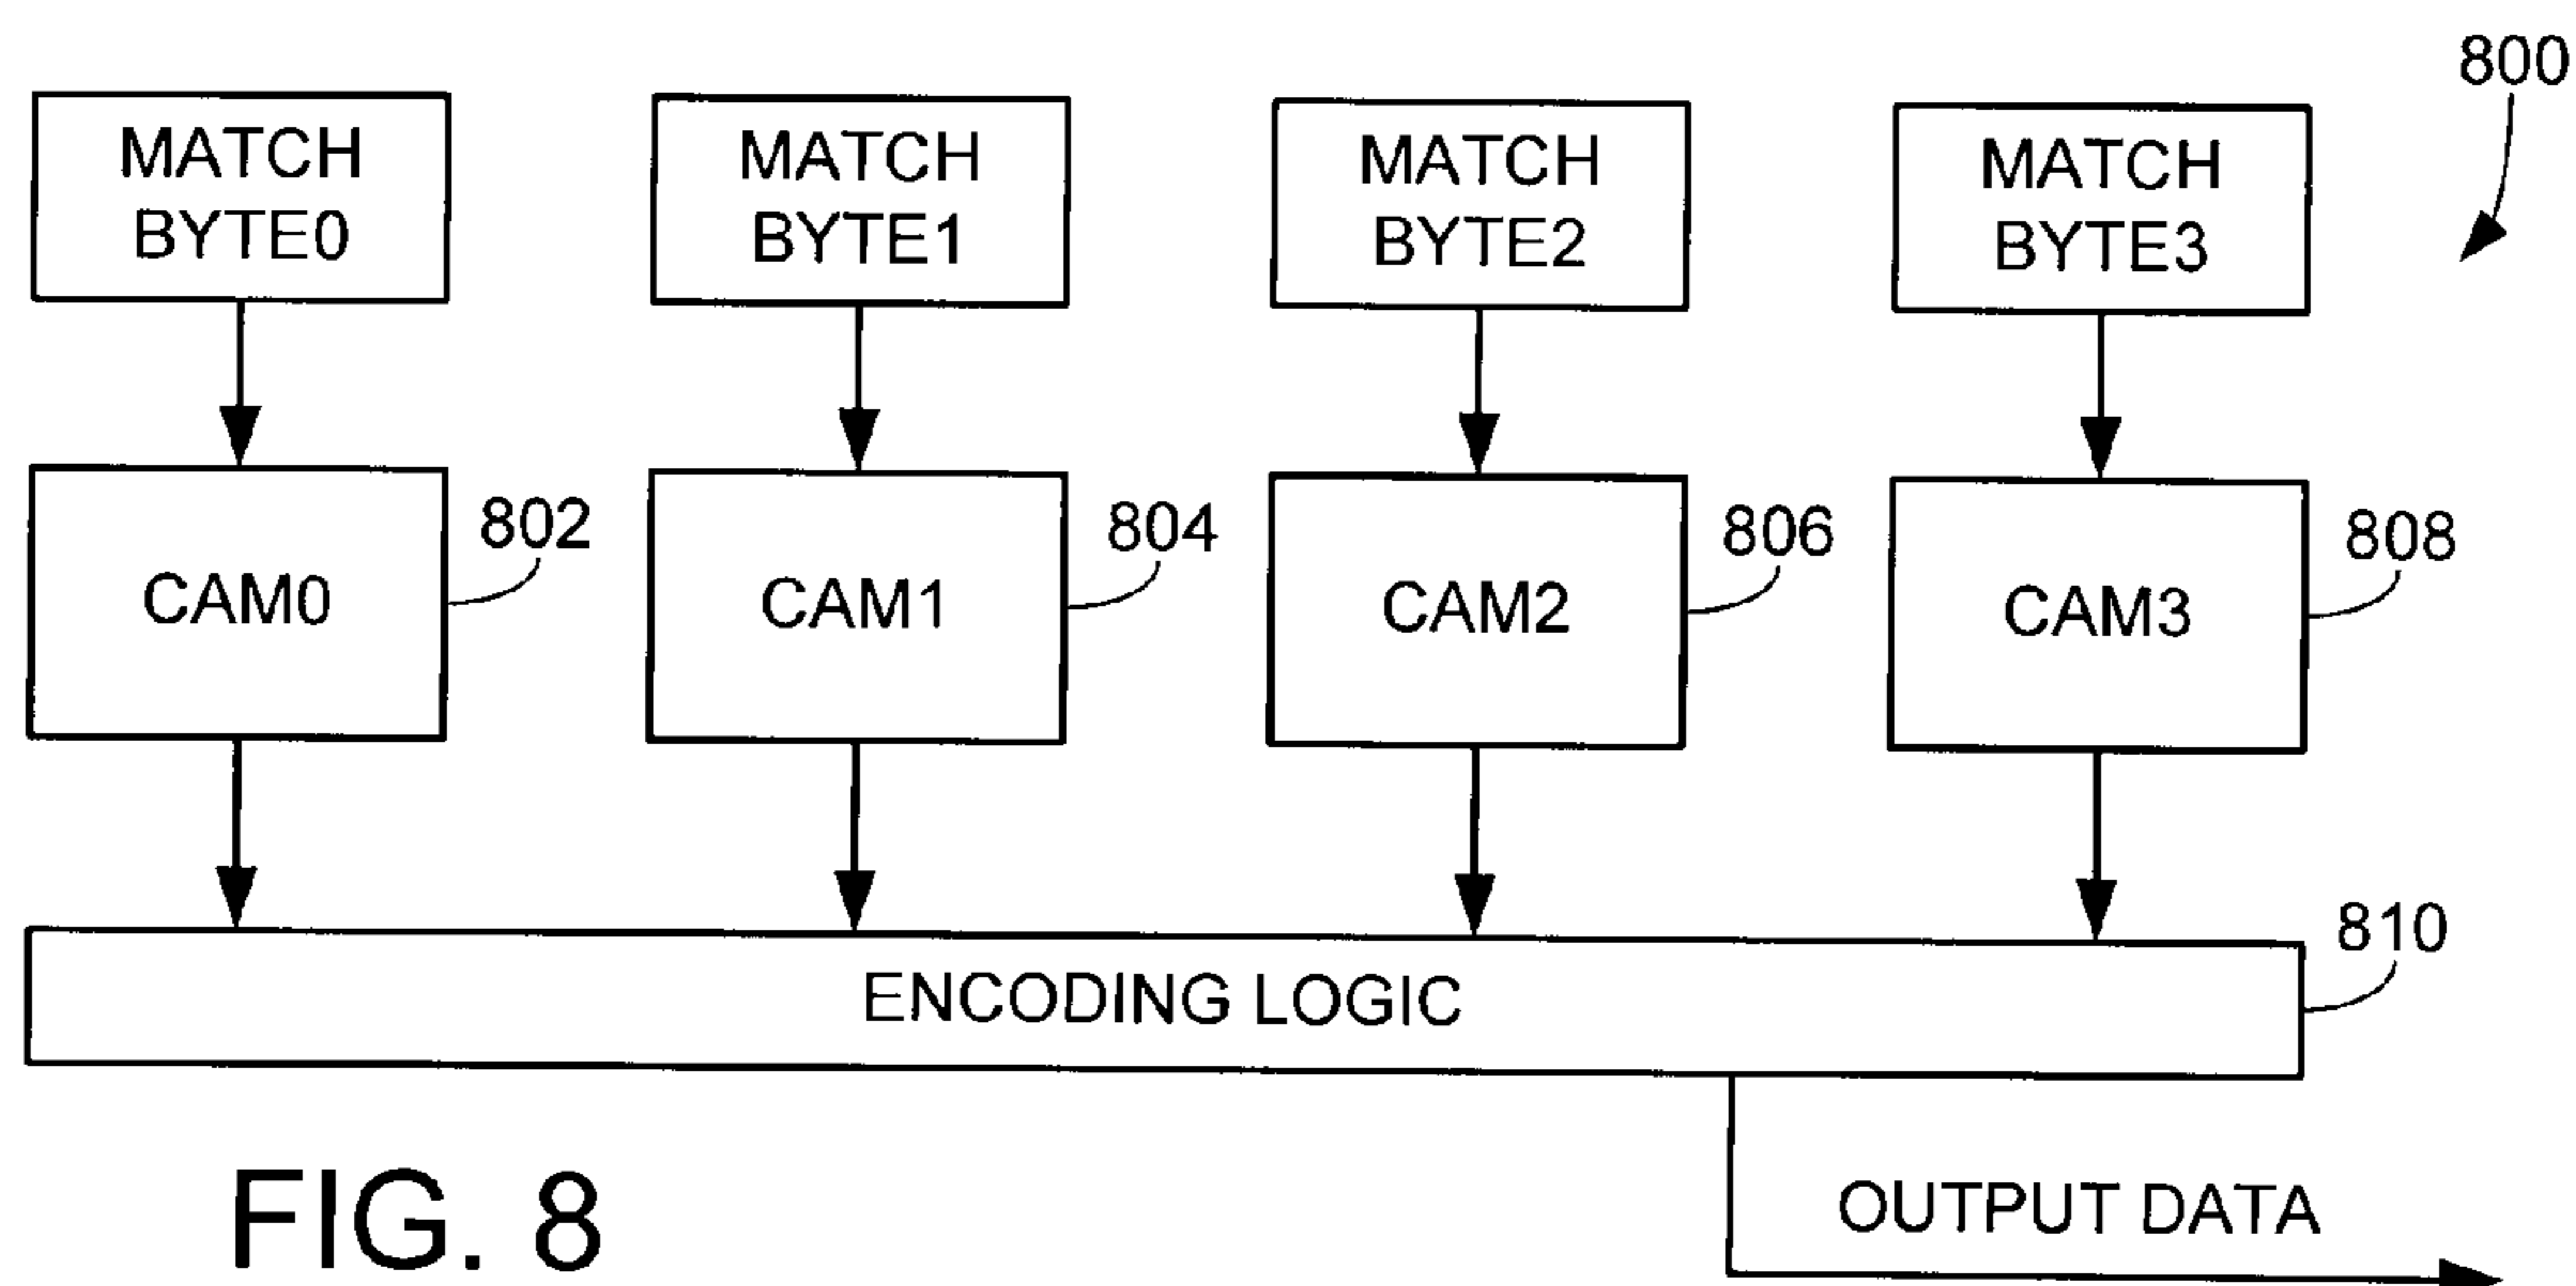 800
MATCH
BYTE0
MATCH
BYTE1
MATCH
BYTE2
MATCH
BYTE3
CAM0
802
CAM1
804
CAM2
806
CAM3
808
ENCODING LOGIC
810
OUTPUT DATA
FIG. 8